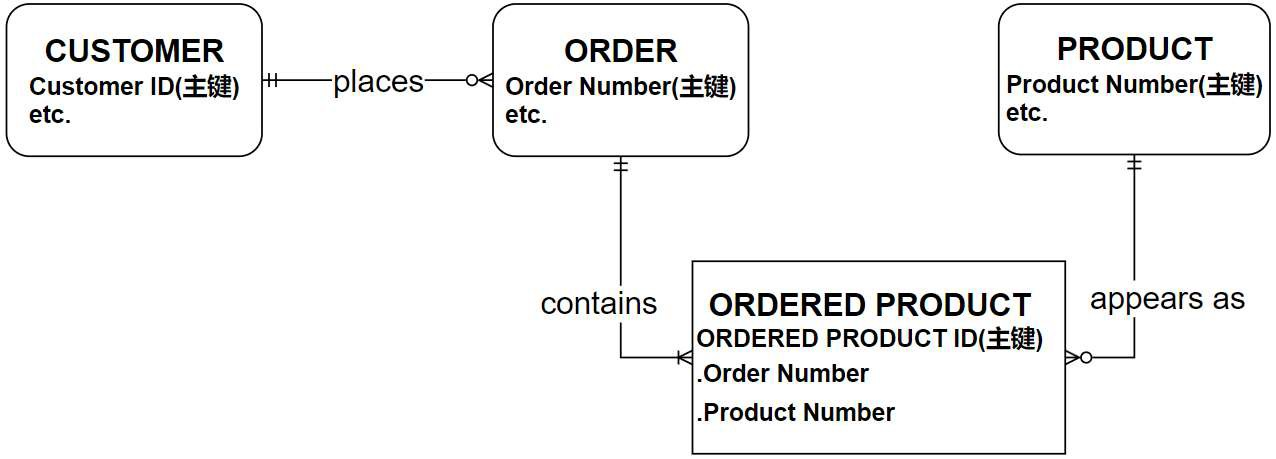 CUSTOMER
Customer ID(主键)
etc.
places
ORDER
Order Number(主键)
etc.
PRODUCT
Product Number(主键)
etc.
contains
ORDERED PRODUCT
ORDERED PRODUCT ID(主键)
.Order Number
.Product Number
appears as